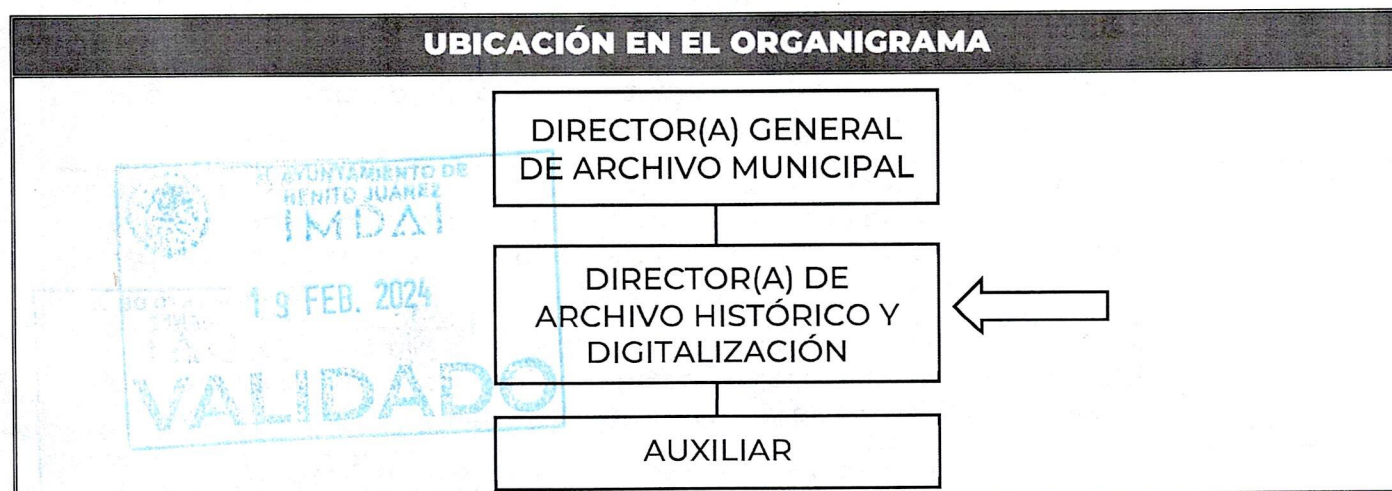 UBICACIÓN EN EL ORGANIGRAMA
DIRECTOR(A) GENERAL
DE ARCHIVO MUNICIPAL
AYUNTAMIENTO DE
BENITO JUÁREZ
IMDAI
19 FEB. 2024
VALIDADO
DIRECTOR(A) DE
ARCHIVO HISTÓRICO Y
DIGITALIZACIÓN
AUXILIAR